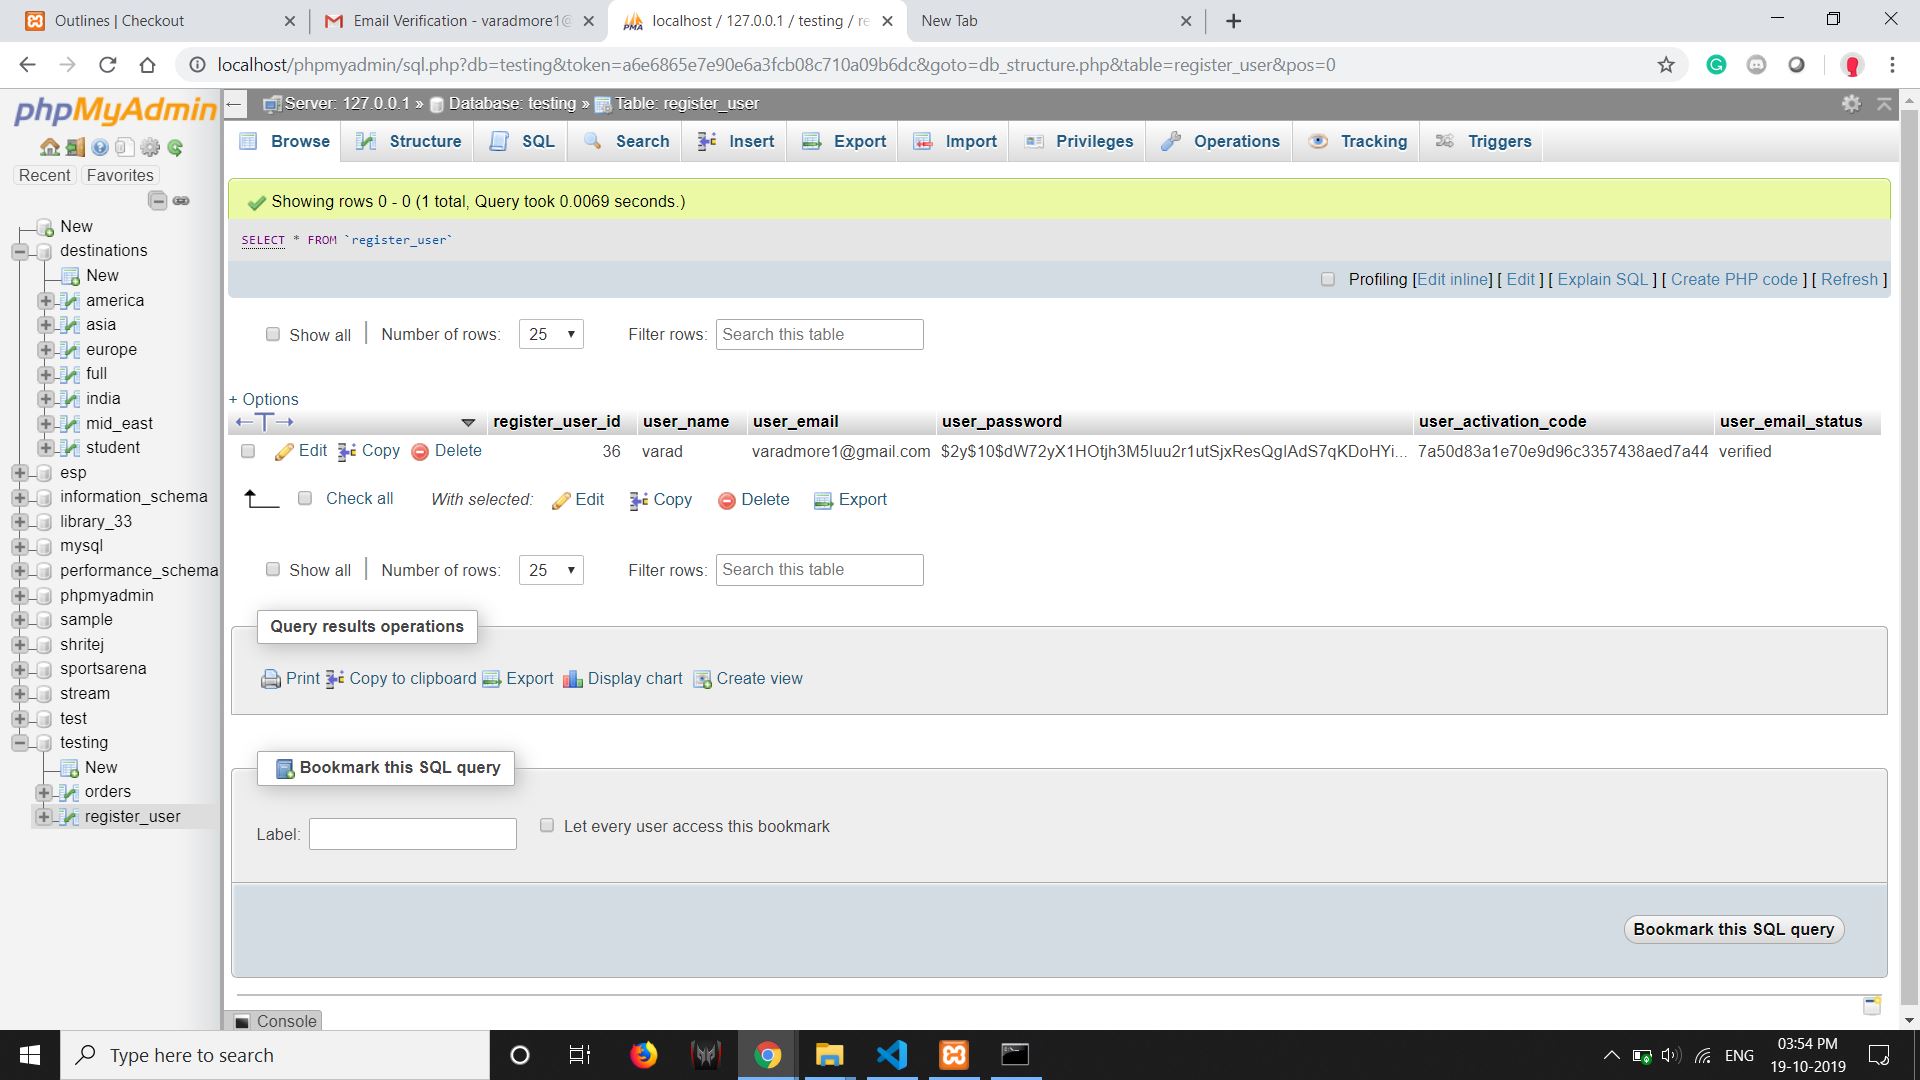 Outlines | Checkout
Email Verification - varadmore1@
localhost / 127.0.0.1 / testing / re
New Tab
localhost/phpmyadmin/sql.php?db=testing&token=a6e6865e7e90e6a3fcb08c710a09b6dc&goto=db_structure.php&table=register_user&pos=0
phpMyAdmin
Recent Favorites
New
destinations
New
america
asia
europe
full
india
mid_east
student
esp
information_schema
library_33
mysql
performance_schema
phpmyadmin
sample
shritej
sportsarena
stream
test
testing
New
orders
register_user
Server: 127.0.0.1 » Database: testing » Table: register_user
Browse Structure SQL Search Insert Export Import Privileges Operations Tracking Triggers
Showing rows 0 - 0 (1 total, Query took 0.0069 seconds.)
SELECT * FROM `register_user`
Profiling [Edit inline] [ Edit ] [ Explain SQL ] [ Create PHP code ] [ Refresh ]
Show all Number of rows: 25 Filter rows: Search this table
+ Options
register_user_id user_name user_email user_password user_activation_code user_email_status
Edit Copy Delete 36 varad varadmore1@gmail.com $2y$10$dW72yX1HOtjh3M5Iuu2r1utSjxResQglAdS7qKDoHYi... 7a50d83a1e70e9d96c3357438aed7a44 verified
Check all With selected: Edit Copy Delete Export
Show all Number of rows: 25 Filter rows: Search this table
Query results operations
Print Copy to clipboard Export Display chart Create view
Bookmark this SQL query
Label: Let every user access this bookmark
Bookmark this SQL query
Console
Type here to search
ENG
03:54 PM
19-10-2019